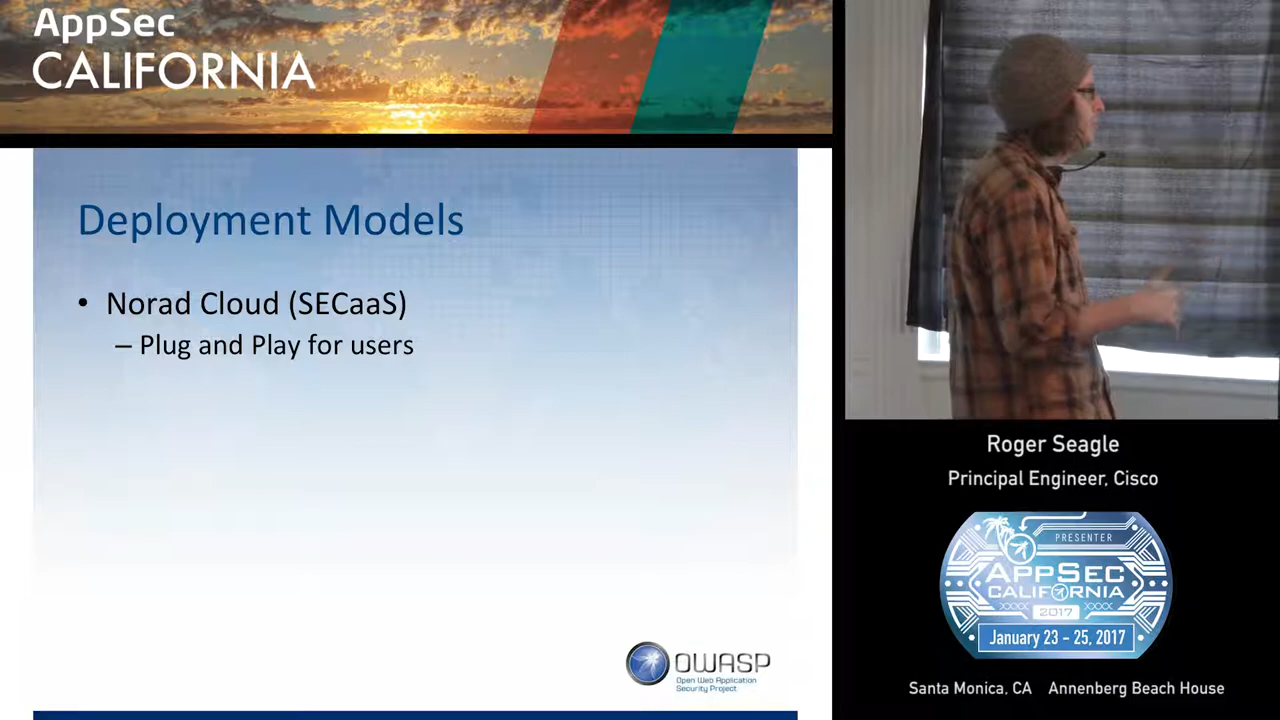 AppSec
CALIFORNIA
Deployment Models
• Norad Cloud (SECaaS)
– Plug and Play for users
OWASP
Open Web Application
Security Project
Roger Seagle
Principal Engineer, Cisco
PRESENTER
APPSEC
CALIFORNIA
2017
January 23 - 25, 2017
Santa Monica, CA Annenberg Beach House